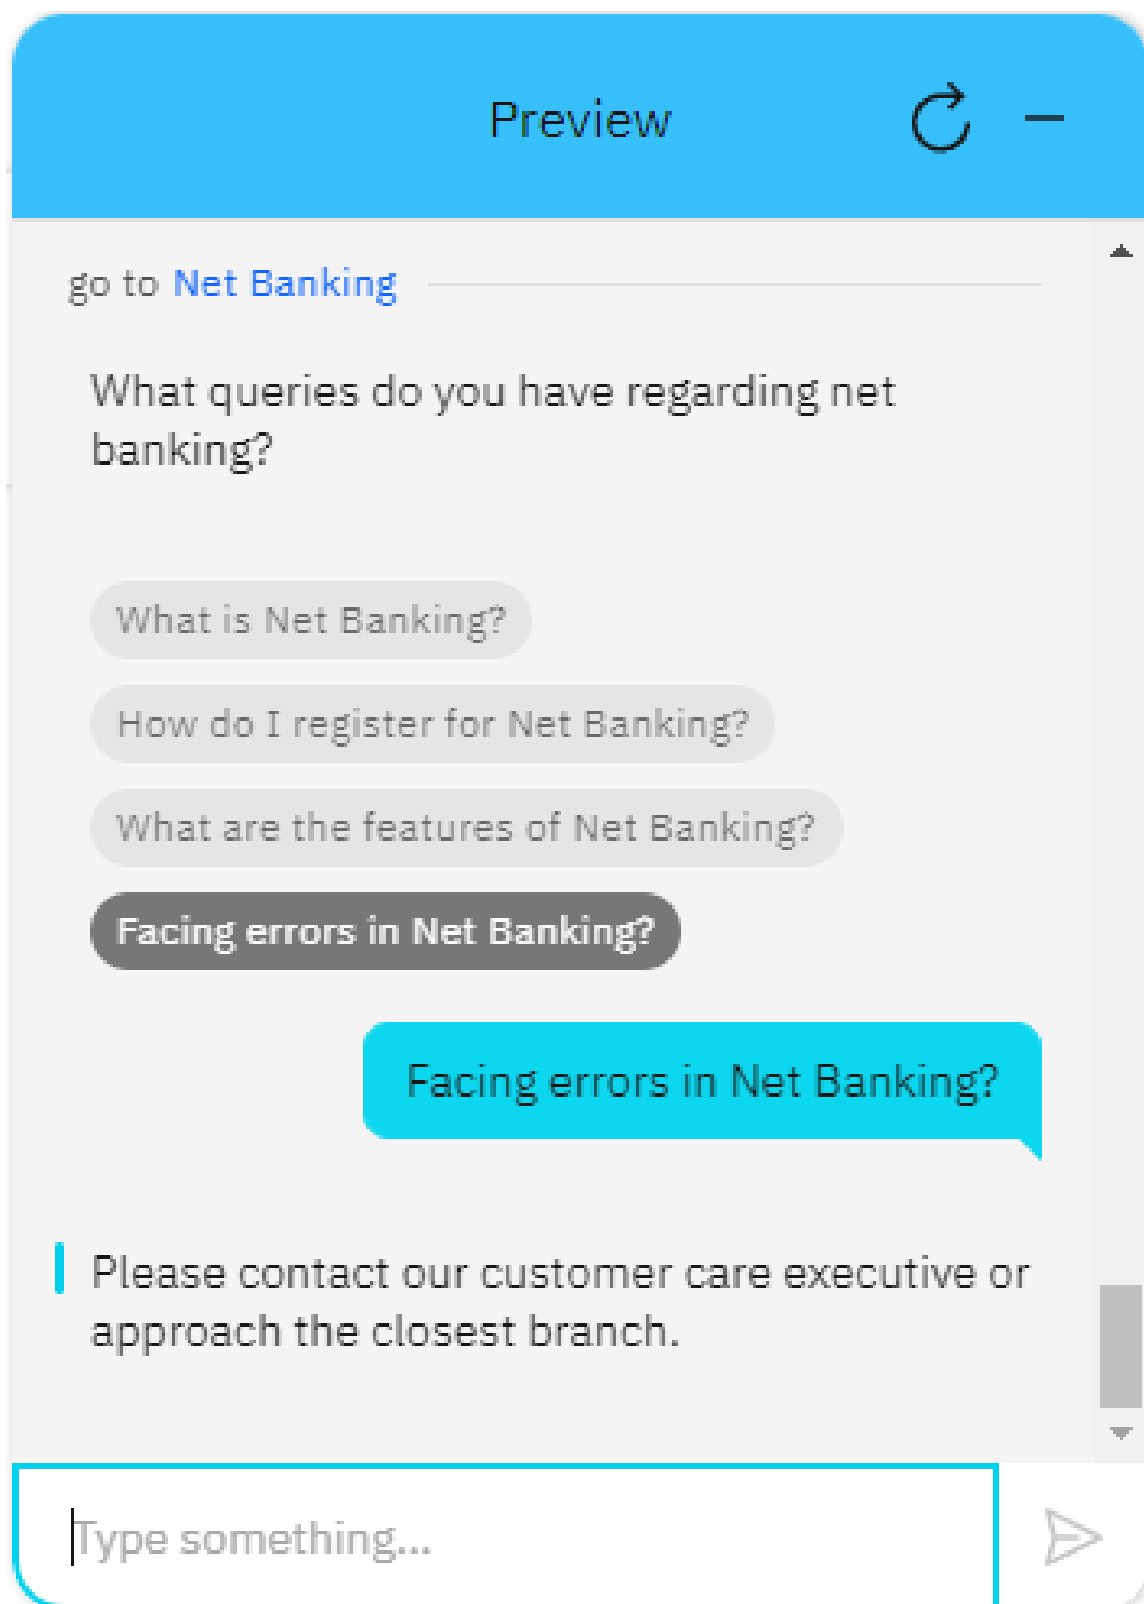 Preview
go to Net Banking
What queries do you have regarding net
banking?
What is Net Banking?
How do I register for Net Banking?
What are the features of Net Banking?
Facing errors in Net Banking?
Facing errors in Net Banking?
Please contact our customer care executive or
approach the closest branch.
Type something...